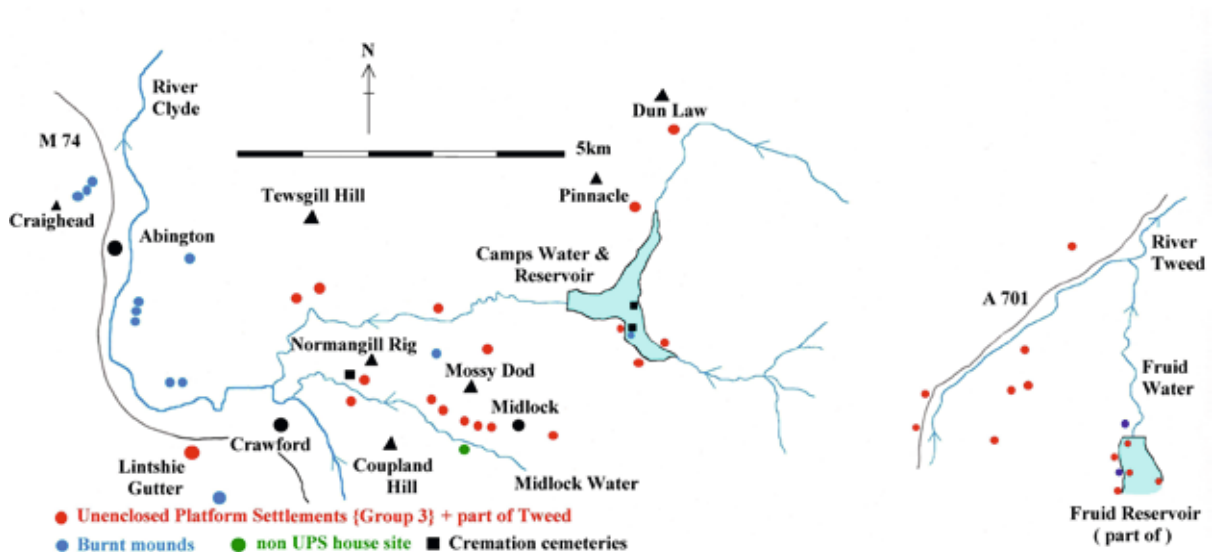 N
River
Clyde
Dun Law
M 74
5km
Tewsgill Hill
Pinnacle
Craighead
Abington
Camps Water &
Reservoir
River
Tweed
A 701
Normangill Rig
Mossy Dod
Fruid
Water
Midlock
Crawford
Coupland
Hill
Lintshie
Gutter
Midlock Water
Fruid Reservoir
( part of )
Unenclosed Platform Settlements {Group 3} + part of Tweed
Burnt mounds
non UPS house site
Cremation cemeteries